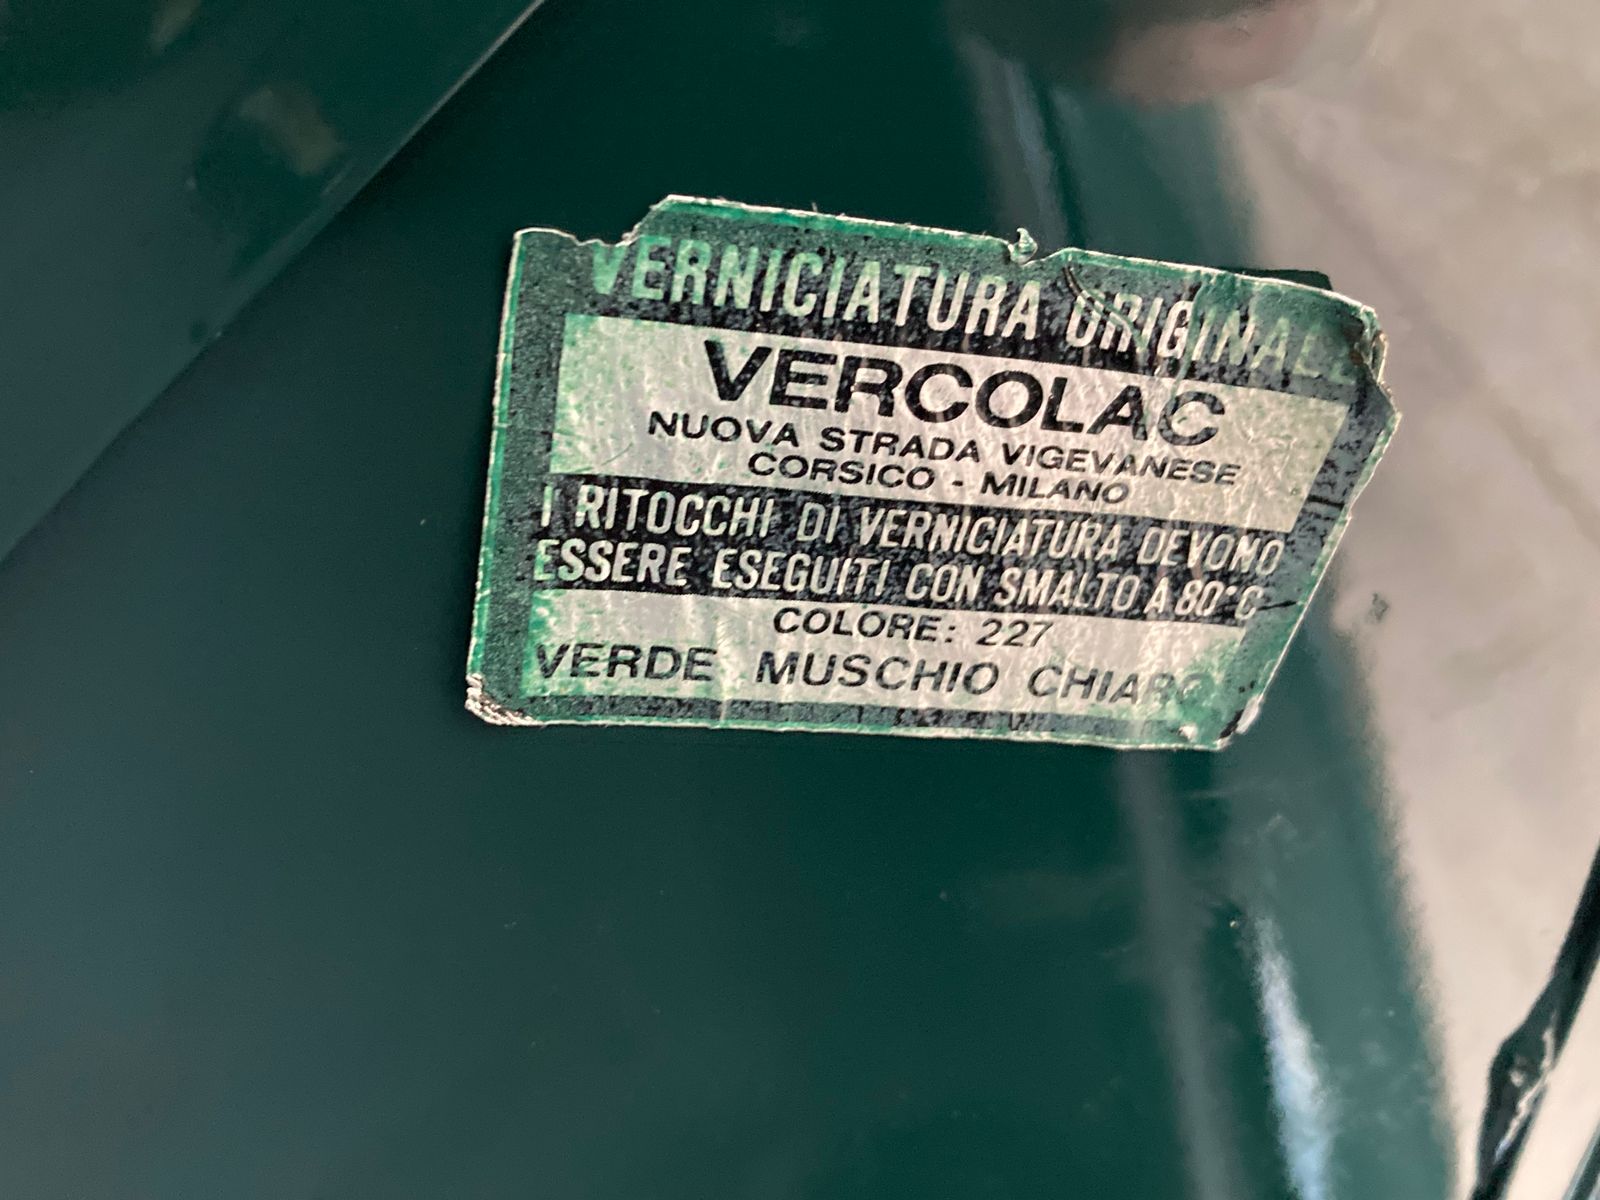 VERNICIATURA ORIGINALE
VERCOLAC
NUOVA STRADA VIGEVANESE
CORSICO - MILANO
I RITOCCHI DI VERNICIATURA DEVONO
ESSERE ESEGUITI CON SMALTO A 80°C
COLORE: 227
VERDE MUSCHIO CHIARO